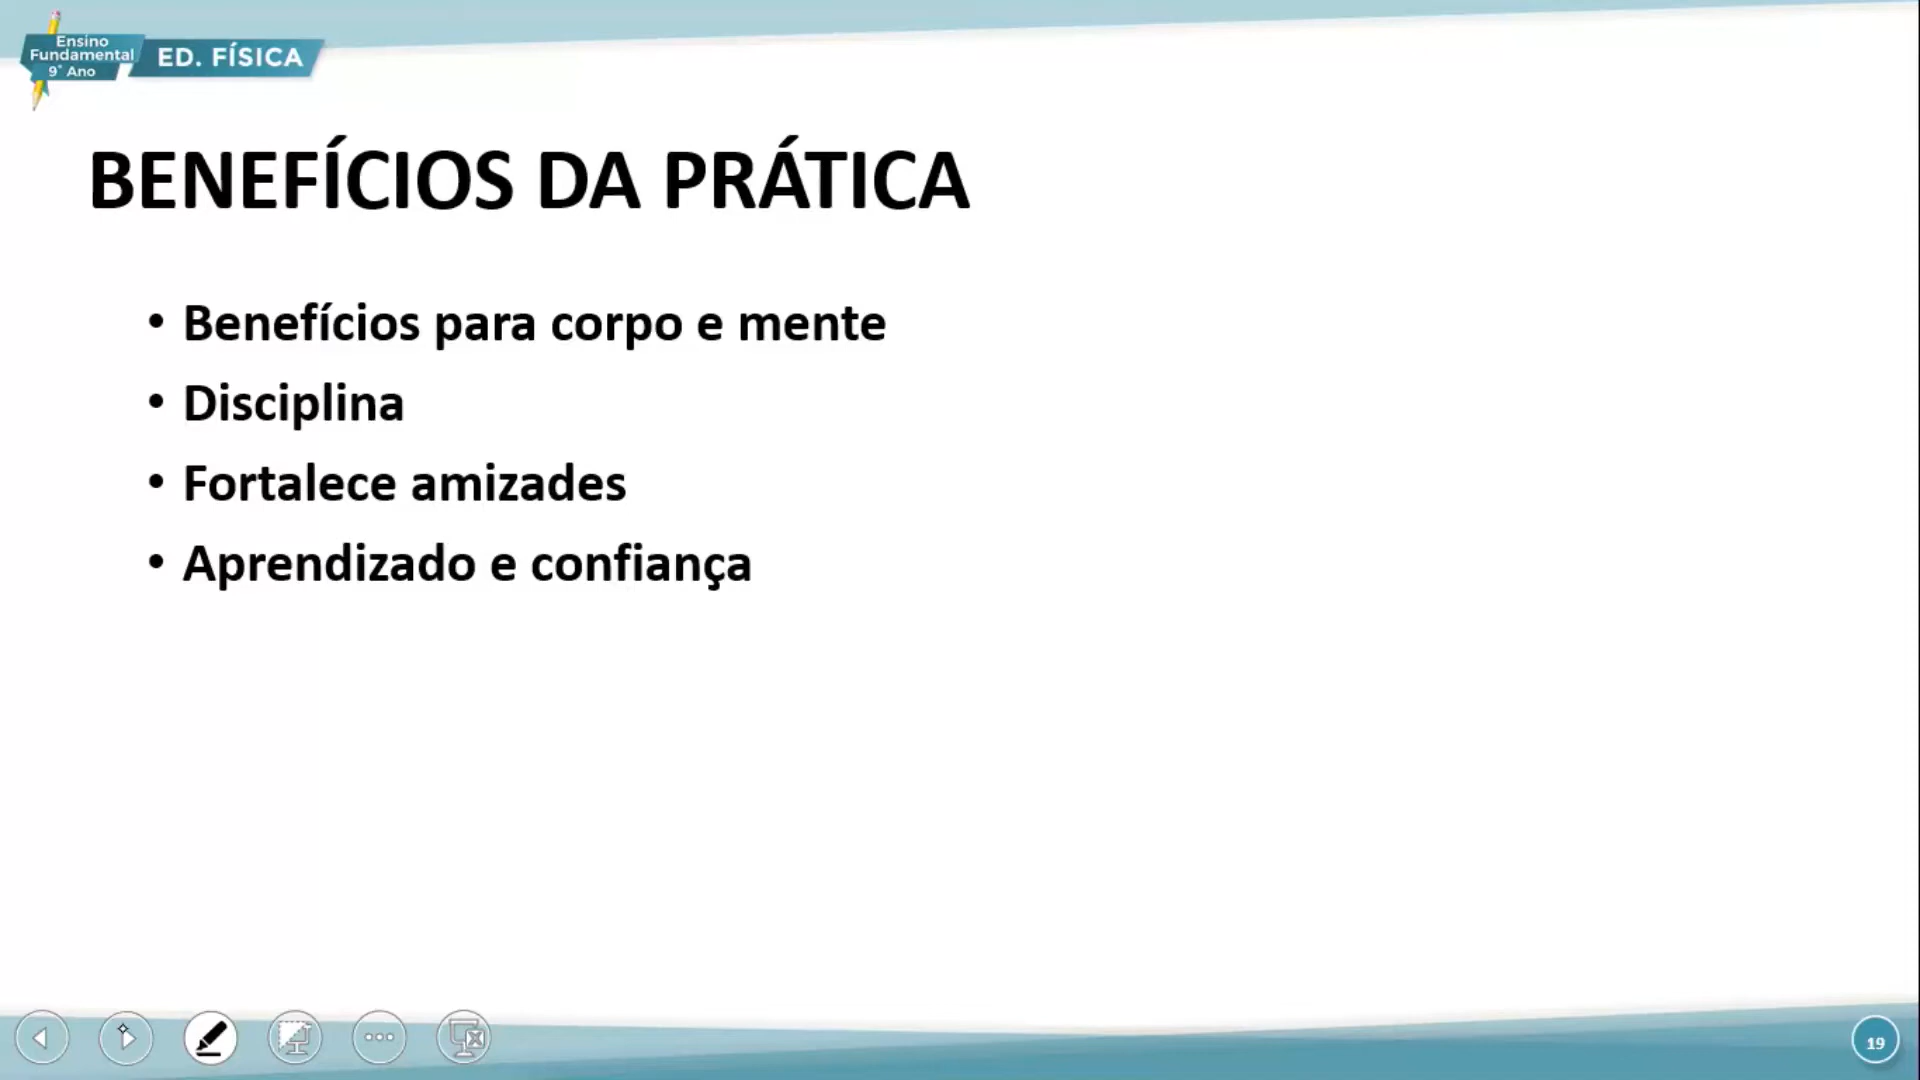 Ensino
Fundamental
9° Ano
ED. FÍSICA
BENEFÍCIOS DA PRÁTICA
• Benefícios para corpo e mente
• Disciplina
• Fortalece amizades
• Aprendizado e confiança
19